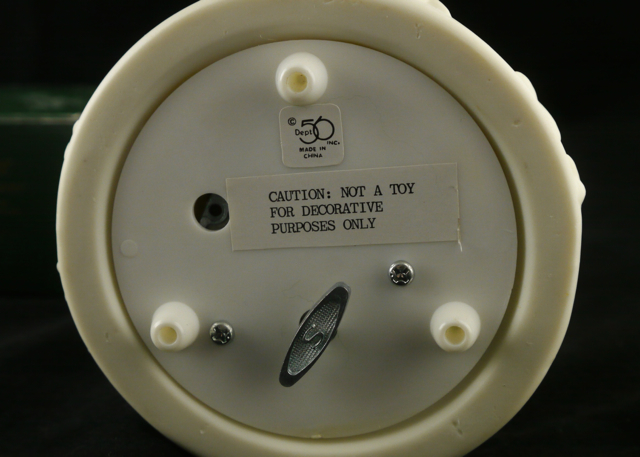 © Dept 56 INC.
MADE IN
CHINA
CAUTION: NOT A TOY
FOR DECORATIVE
PURPOSES ONLY
S